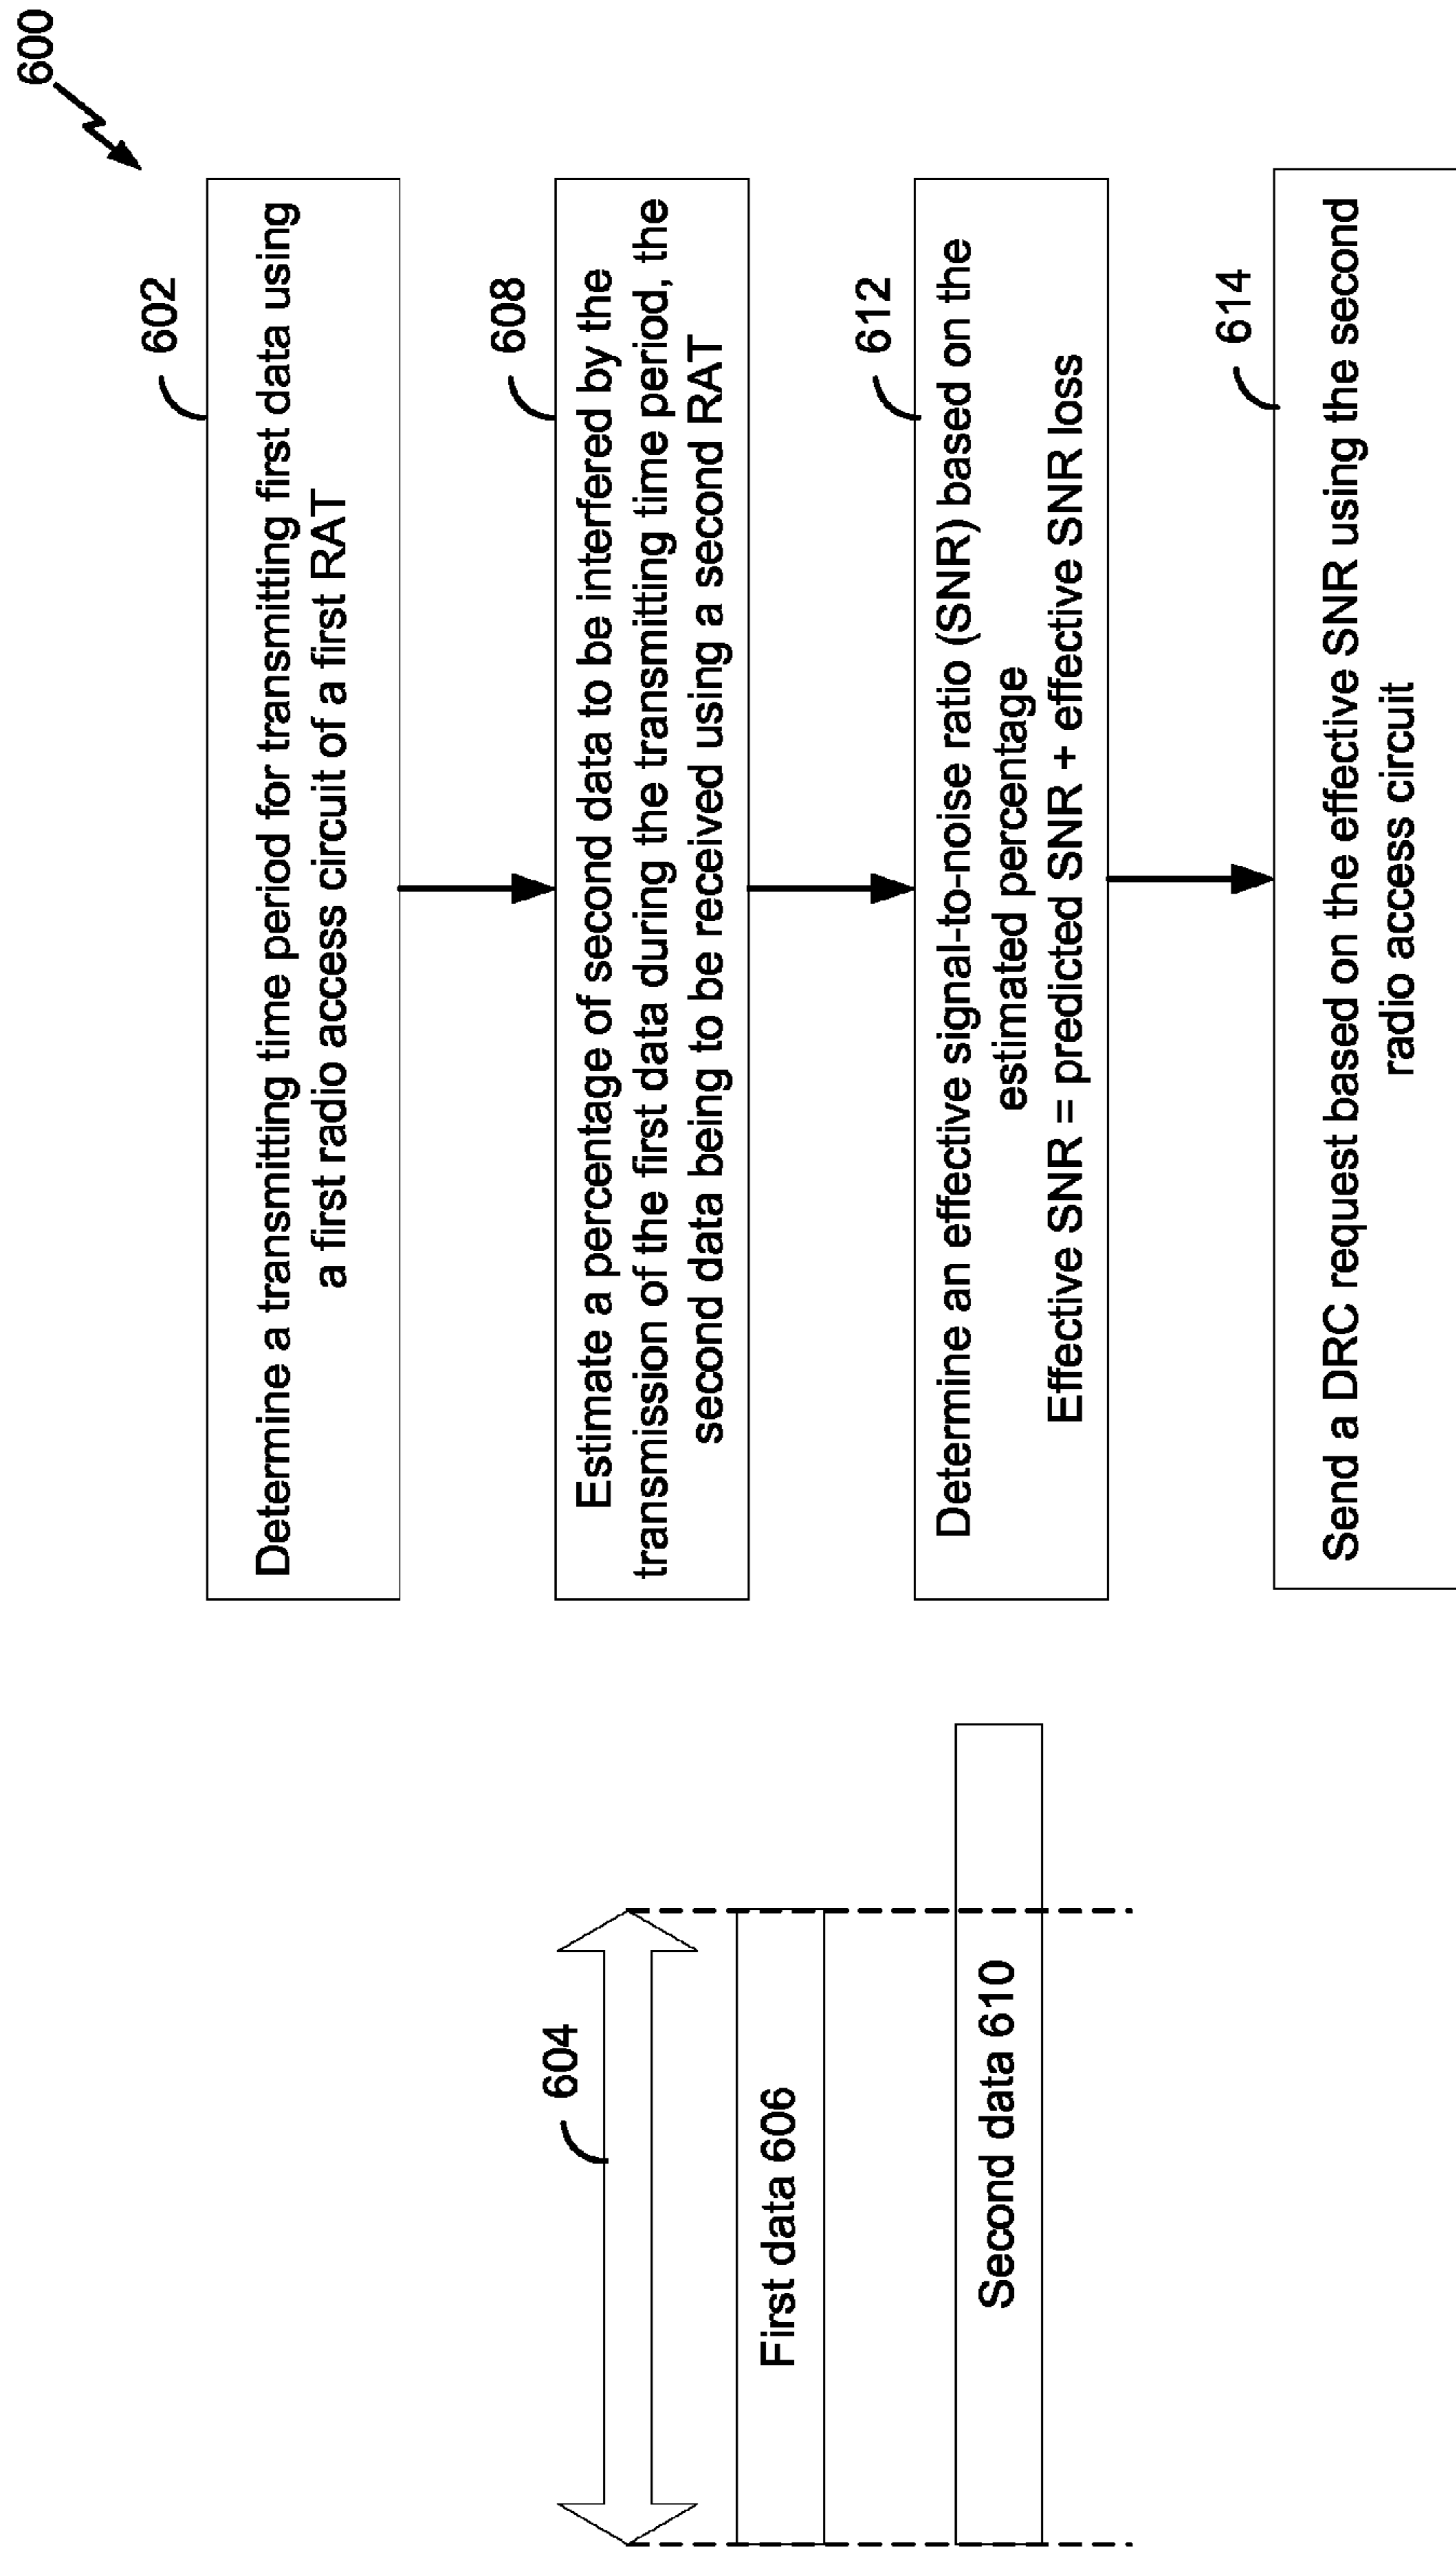 600
602
Determine a transmitting time period for transmitting first data using
a first radio access circuit of a first RAT
608
Estimate a percentage of second data to be interfered by the
transmission of the first data during the transmitting time period, the
second data being to be received using a second RAT
612
Determine an effective signal-to-noise ratio (SNR) based on the
estimated percentage
Effective SNR = predicted SNR + effective SNR loss
614
Send a DRC request based on the effective SNR using the second
radio access circuit
604
First data 606
Second data 610